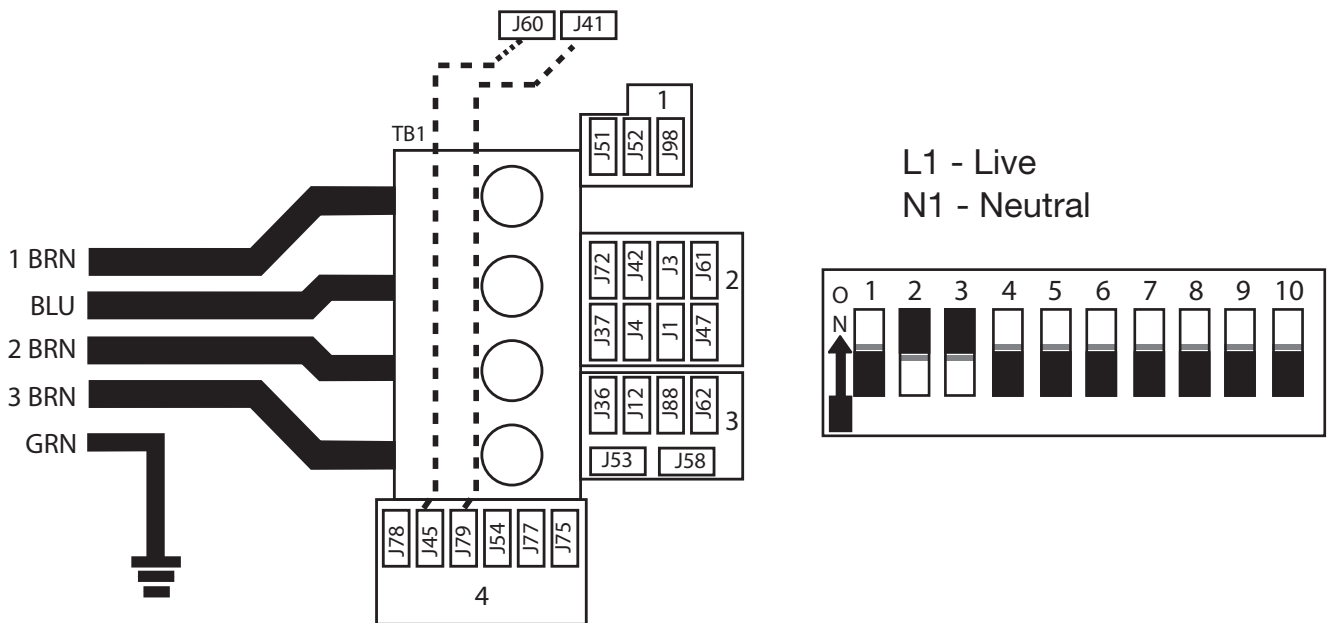 J60 J41
TB1
1
J51 J52 J98
1 BRN
BLU
2 BRN
3 BRN
GRN
J72 J42 J3 J61
2
J37 J4 J1 J47
J36 J12 J88 J62
3
J53 J58
J78 J45 J79 J54 J77 J75
4
L1 - Live
N1 - Neutral
O
N
1 2 3 4 5 6 7 8 9 10